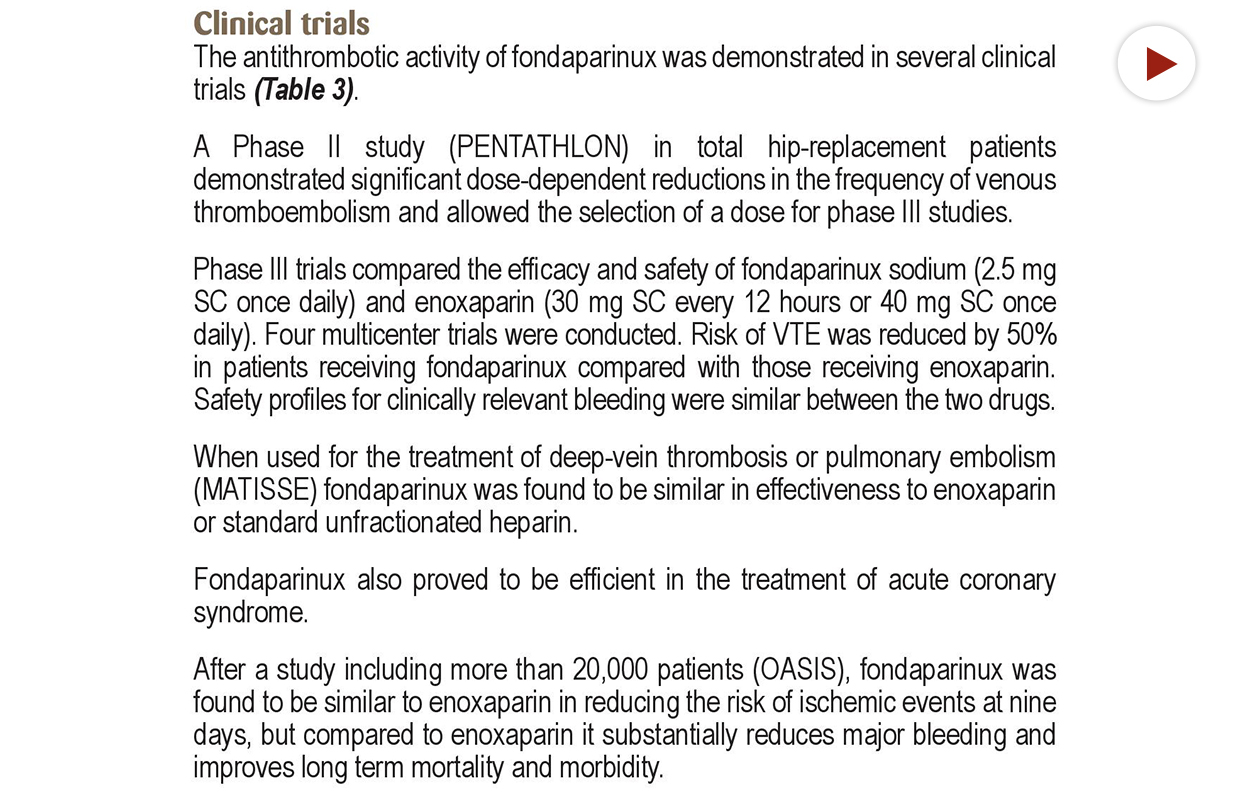 Clinical trials
The antithrombotic activity of fondaparinux was demonstrated in several clinical
trials (Table 3).
A Phase II study (PENTATHLON) in total hip-replacement patients
demonstrated significant dose-dependent reductions in the frequency of venous
thromboembolism and allowed the selection of a dose for phase III studies.
Phase III trials compared the efficacy and safety of fondaparinux sodium (2.5 mg
SC once daily) and enoxaparin (30 mg SC every 12 hours or 40 mg SC once
daily). Four multicenter trials were conducted. Risk of VTE was reduced by 50%
in patients receiving fondaparinux compared with those receiving enoxaparin.
Safety profiles for clinically relevant bleeding were similar between the two drugs.
When used for the treatment of deep-vein thrombosis or pulmonary embolism
(MATISSE) fondaparinux was found to be similar in effectiveness to enoxaparin
or standard unfractionated heparin.
Fondaparinux also proved to be efficient in the treatment of acute coronary
syndrome.
After a study including more than 20,000 patients (OASIS), fondaparinux was
found to be similar to enoxaparin in reducing the risk of ischemic events at nine
days, but compared to enoxaparin it substantially reduces major bleeding and
improves long term mortality and morbidity.